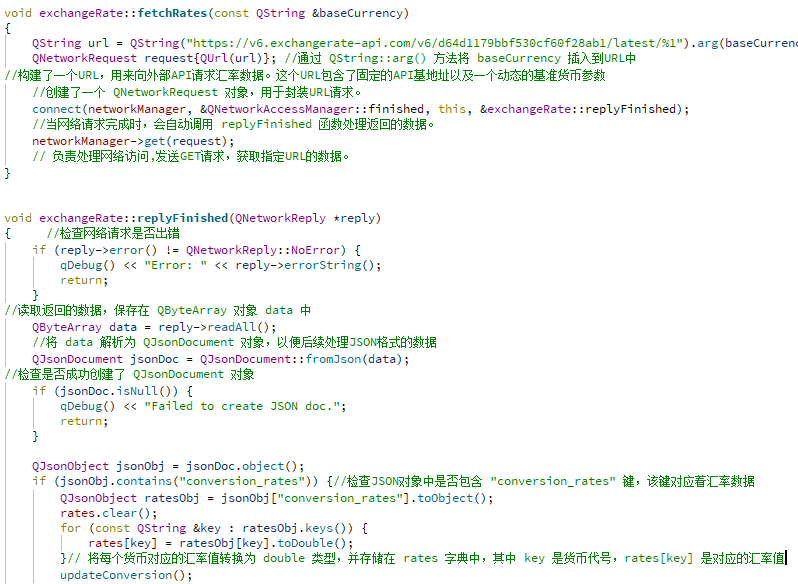 void exchangeRate::fetchRates(const QString &baseCurrency)
{
QString url = QString("https://v6.exchangerate-api.com/v6/d64d1179bbf530cf60f28ab1/latest/%1").arg(baseCurrenc
QNetworkRequest request{QUrl(url)}; //通过 QString::arg() 方法将 baseCurrency 插入到URL中
//构建了一个URL，用来向外部API请求汇率数据。这个URL包含了固定的API基地址以及一个动态的基准货币参数
//创建了一个 QNetworkRequest 对象，用于封装URL请求。
connect(networkManager, &QNetworkAccessManager::finished, this, &exchangeRate::replyFinished);
//当网络请求完成时，会自动调用 replyFinished 函数处理返回的数据。
networkManager->get(request);
// 负责处理网络访问,发送GET请求，获取指定URL的数据。
}
void exchangeRate::replyFinished(QNetworkReply *reply)
{ //检查网络请求是否出错
if (reply->error() != QNetworkReply::NoError) {
qDebug() << "Error: " << reply->errorString();
return;
}
//读取返回的数据，保存在 QByteArray 对象 data 中
QByteArray data = reply->readAll();
//将 data 解析为 QJsonDocument 对象，以便后续处理JSON格式的数据
QJsonDocument jsonDoc = QJsonDocument::fromJson(data);
//检查是否成功创建了 QJsonDocument 对象
if (jsonDoc.isNull()) {
qDebug() << "Failed to create JSON doc.";
return;
}
QJsonObject jsonObj = jsonDoc.object();
if (jsonObj.contains("conversion_rates")) {//检查JSON对象中是否包含 "conversion_rates" 键，该键对应着汇率数据
QJsonObject ratesObj = jsonObj["conversion_rates"].toObject();
rates.clear();
for (const QString &key : ratesObj.keys()) {
rates[key] = ratesObj[key].toDouble();
}// 将每个货币对应的汇率值转换为 double 类型，并存储在 rates 字典中，其中 key 是货币代号，rates[key] 是对应的汇率值
updateConversion();